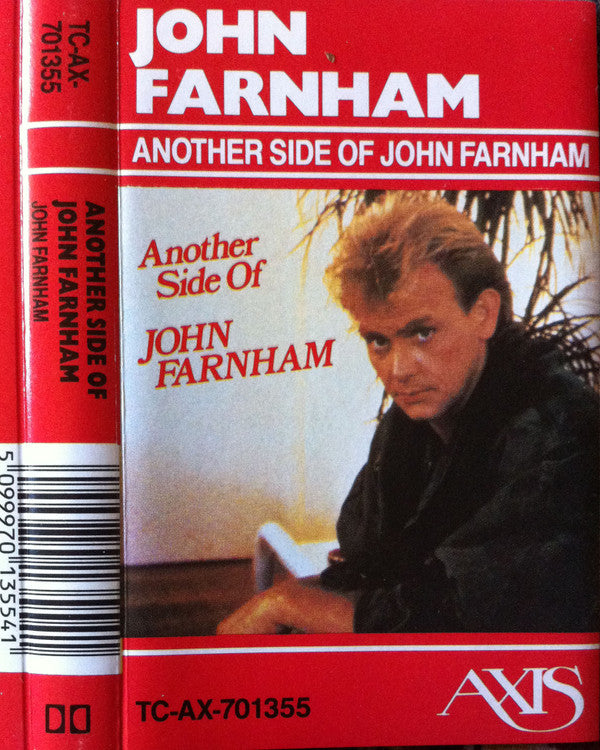 TC-AX-
701355
ANOTHER SIDE OF
JOHN FARNHAM
JOHN FARNHAM
5 099970 135541
JOHN
FARNHAM
ANOTHER SIDE OF JOHN FARNHAM
Another
Side Of
JOHN
FARNHAM
TC-AX-701355
AXIS